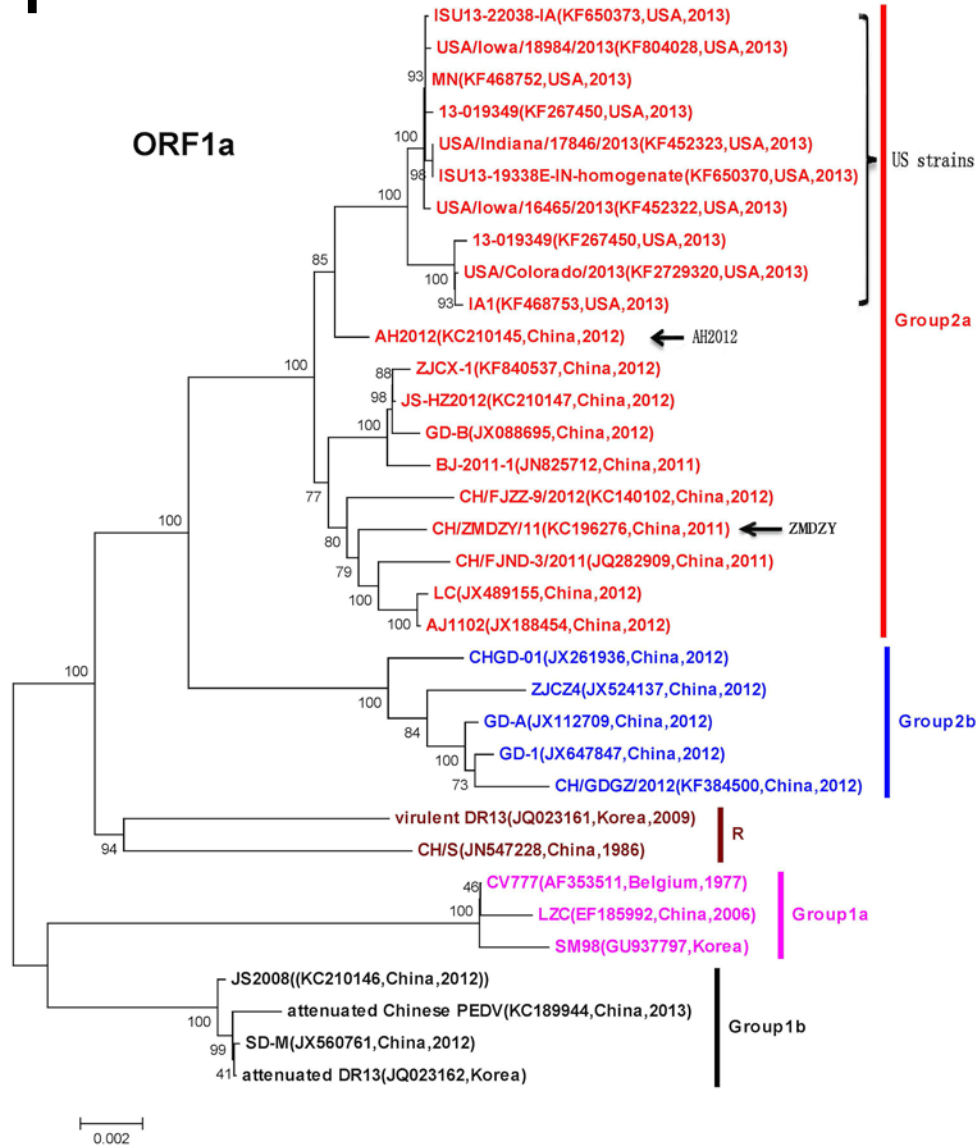 ORF1a
ISU13-22038-IA(KF650373,USA,2013)
USA/Iowa/18984/2013(KF804028,USA,2013)
93
MN(KF468752,USA,2013)
13-019349(KF267450,USA,2013)
100
USA/Indiana/17846/2013(KF452323,USA,2013)
US strains
98
ISU13-19338E-IN-homogenate(KF650370,USA,2013)
100
USA/Iowa/16465/2013(KF452322,USA,2013)
13-019349(KF267450,USA,2013)
85
100
USA/Colorado/2013(KF2729320,USA,2013)
93
IA1(KF468753,USA,2013)
Group2a
AH2012(KC210145,China,2012)
AH2012
100
88
ZJCX-1(KF840537,China,2012)
98
JS-HZ2012(KC210147,China,2012)
100
GD-B(JX088695,China,2012)
BJ-2011-1(JN825712,China,2011)
77
CH/FJZZ-9/2012(KC140102,China,2012)
100
80
CH/ZMDZY/11(KC196276,China,2011)
ZMDZY
79
CH/FJND-3/2011(JQ282909,China,2011)
100
LC(JX489155,China,2012)
100
AJ1102(JX188454,China,2012)
100
CHGD-01(JX261936,China,2012)
100
ZJCZ4(JX524137,China,2012)
84
GD-A(JX112709,China,2012)
Group2b
100
GD-1(JX647847,China,2012)
73
CH/GDGZ/2012(KF384500,China,2012)
virulent DR13(JQ023161,Korea,2009)
R
94
CH/S(JN547228,China,1986)
46
CV777(AF353511,Belgium,1977)
100
LZC(EF185992,China,2006)
Group1a
SM98(GU937797,Korea)
JS2008((KC210146,China,2012))
100
attenuated Chinese PEDV(KC189944,China,2013)
Group1b
99
SD-M(JX560761,China,2012)
41
attenuated DR13(JQ023162,Korea)
0.002